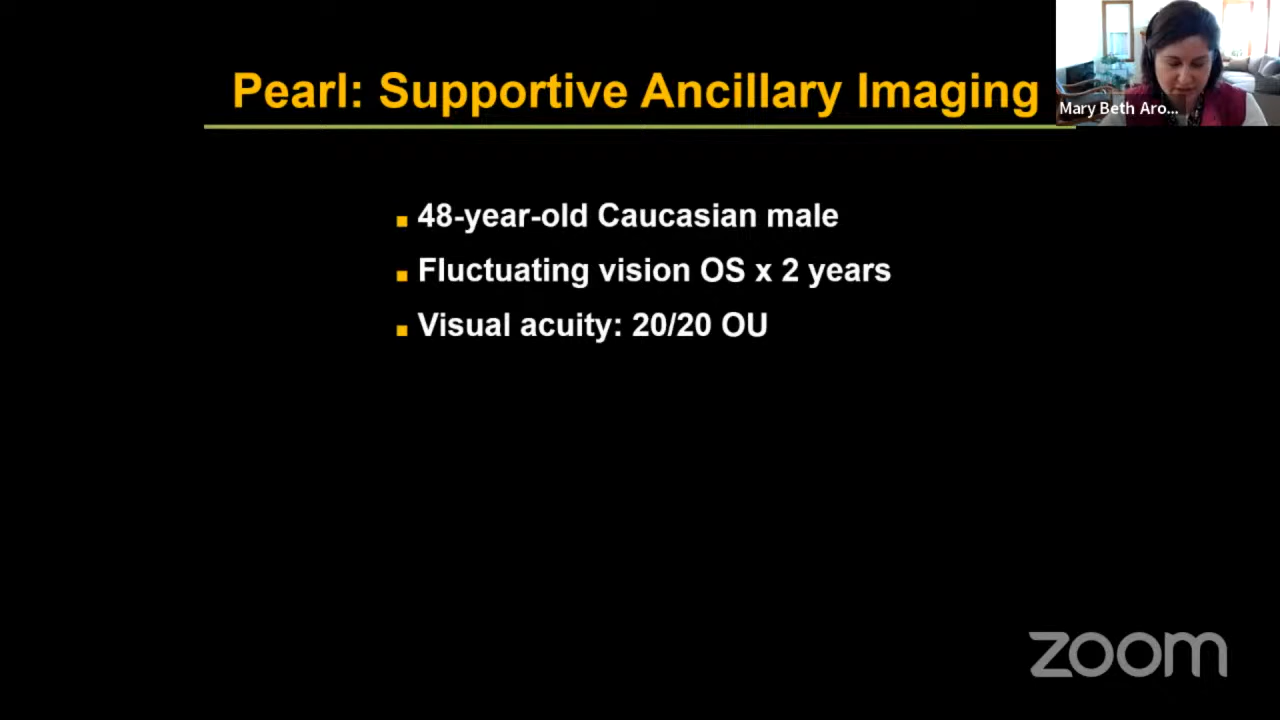 Pearl: Supportive Ancillary Imaging
Mary Beth Aro...
48-year-old Caucasian male
Fluctuating vision OS x 2 years
Visual acuity: 20/20 OU
zoom